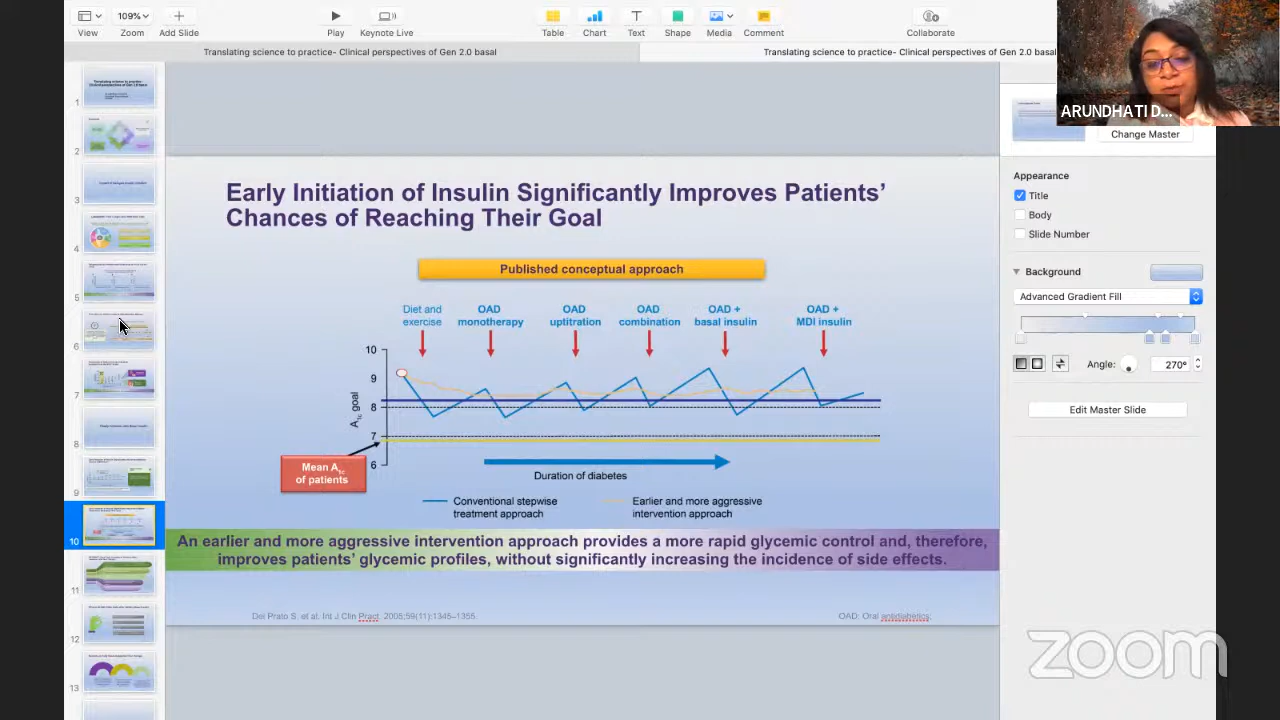 109%
View
Zoom
Add Slide
Play
Keynote Live
Table
Chart
Text
Shape
Media
Comment
Collaborate
Translating science to practice- Clinical perspectives of Gen 2.0 basal
Translating science to practice- Clinical perspectives of Gen 2.0 basal
ARUNDHATI D...
Change Master
Appearance
Title
Body
Slide Number
Background
Advanced Gradient Fill
Angle:
270°
Edit Master Slide
1
2
3
4
5
6
7
8
9
10
11
12
13
Early Initiation of Insulin Significantly Improves Patients'
Chances of Reaching Their Goal
Published conceptual approach
Diet and
exercise
OAD
monotherapy
OAD
uptitration
OAD
combination
OAD +
basal insulin
OAD +
MDI insulin
10
9
8
7
6
A1c goal
Mean A1c
of patients
Duration of diabetes
Conventional stepwise
treatment approach
Earlier and more aggressive
intervention approach
An earlier and more aggressive intervention approach provides a more rapid glycemic control and, therefore,
improves patients' glycemic profiles, without significantly increasing the incidence of side effects.
Del Prato S. et al. Int J Clin Pract. 2005;59(11):1345–1355.
OAD: Oral antidiabetics.
zoom